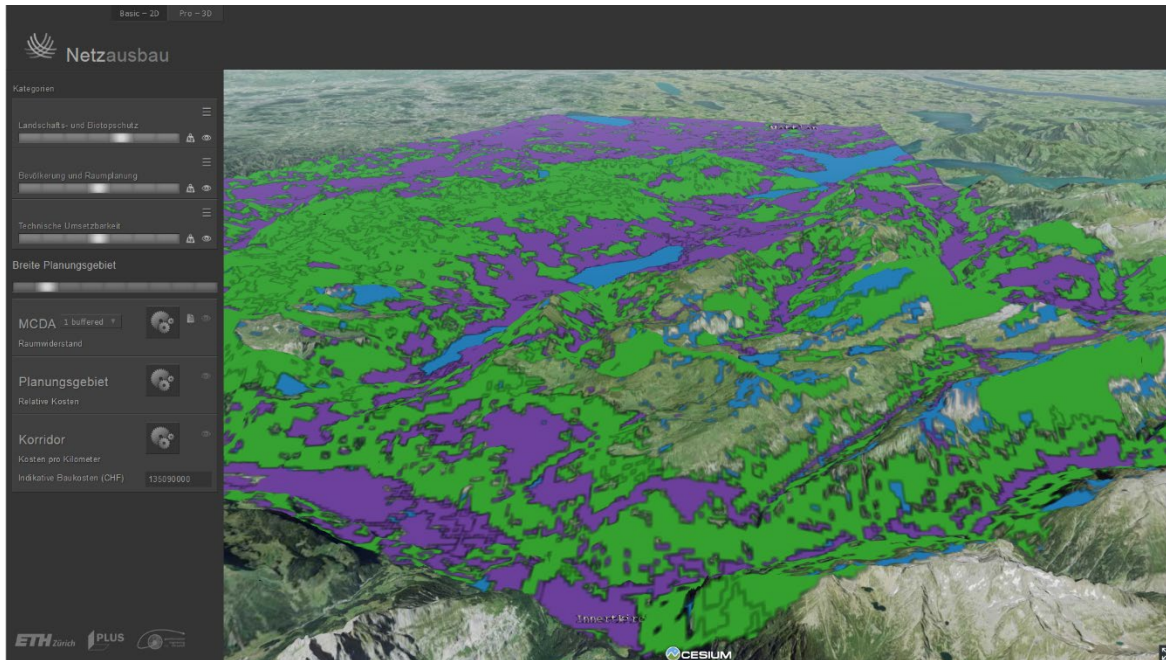 Basic – 2D Pro – 3D
Netzausbau
Kategorien
Landschafts- und Biotopschutz
Bevölkerung und Raumplanung
Technische Umsetzbarkeit
Breite Planungsgebiet
MCDA 1 buffered
Raumwiderstand
Planungsgebiet
Relative Kosten
Korridor
Kosten pro Kilometer
Indikative Baukosten (CHF) 135090000
ETH Zürich PLUS
CESIUM